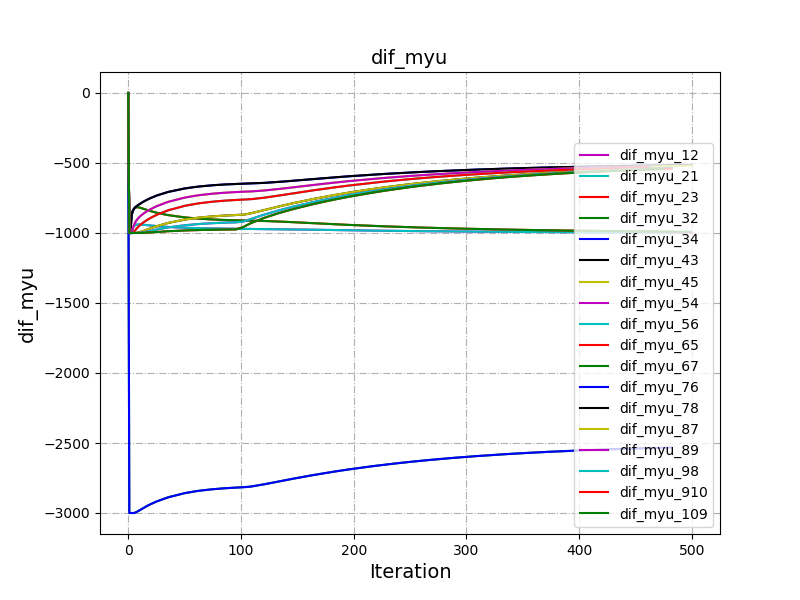 dif_myu
0
−500
−1000
−1500
−2000
−2500
−3000
dif_myu
0
100
200
300
400
500
Iteration
dif_myu_12
dif_myu_21
dif_myu_23
dif_myu_32
dif_myu_34
dif_myu_43
dif_myu_45
dif_myu_54
dif_myu_56
dif_myu_65
dif_myu_67
dif_myu_76
dif_myu_78
dif_myu_87
dif_myu_89
dif_myu_98
dif_myu_910
dif_myu_109